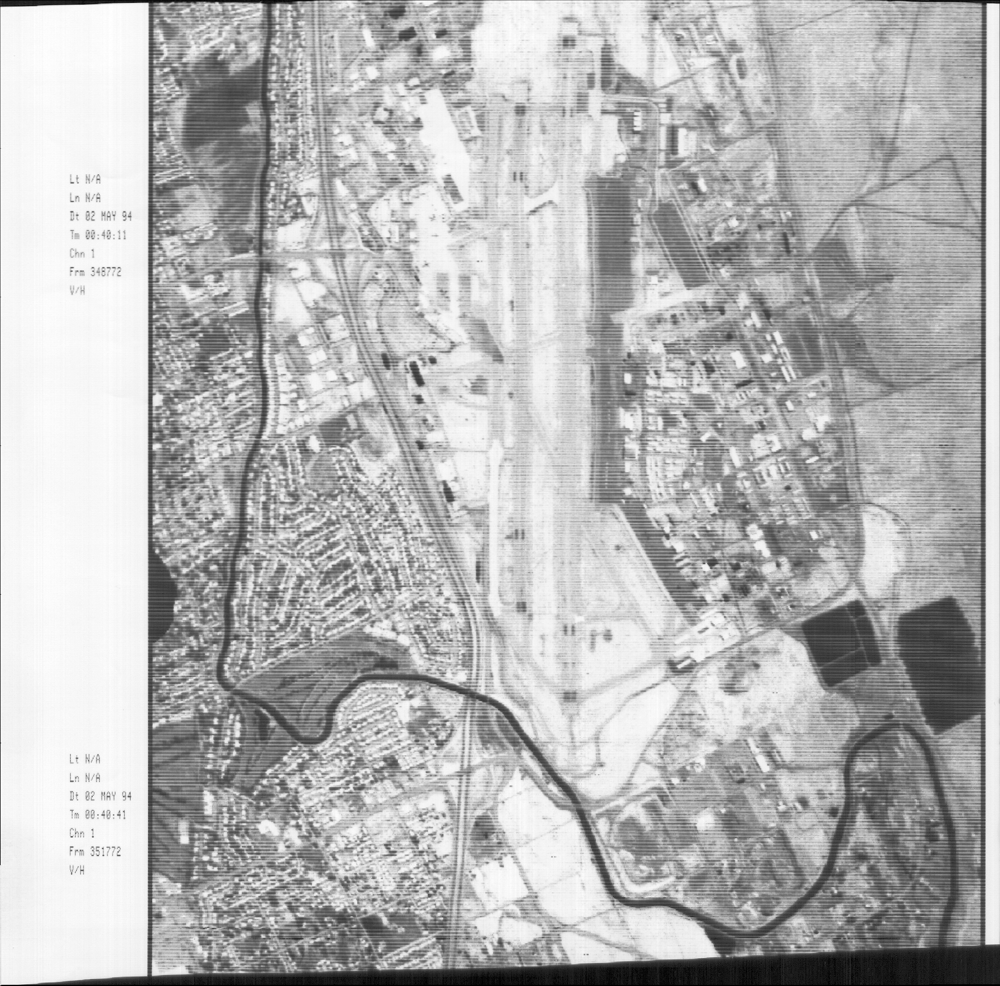 Lt N/A
Ln N/A
Dt 02 MAY 94
Tm 00:40:11
Chn 1
Frm 348772
V/H
Lt N/A
Ln N/A
Dt 02 MAY 94
Tm 00:40:41
Chn 1
Frm 351772
V/H